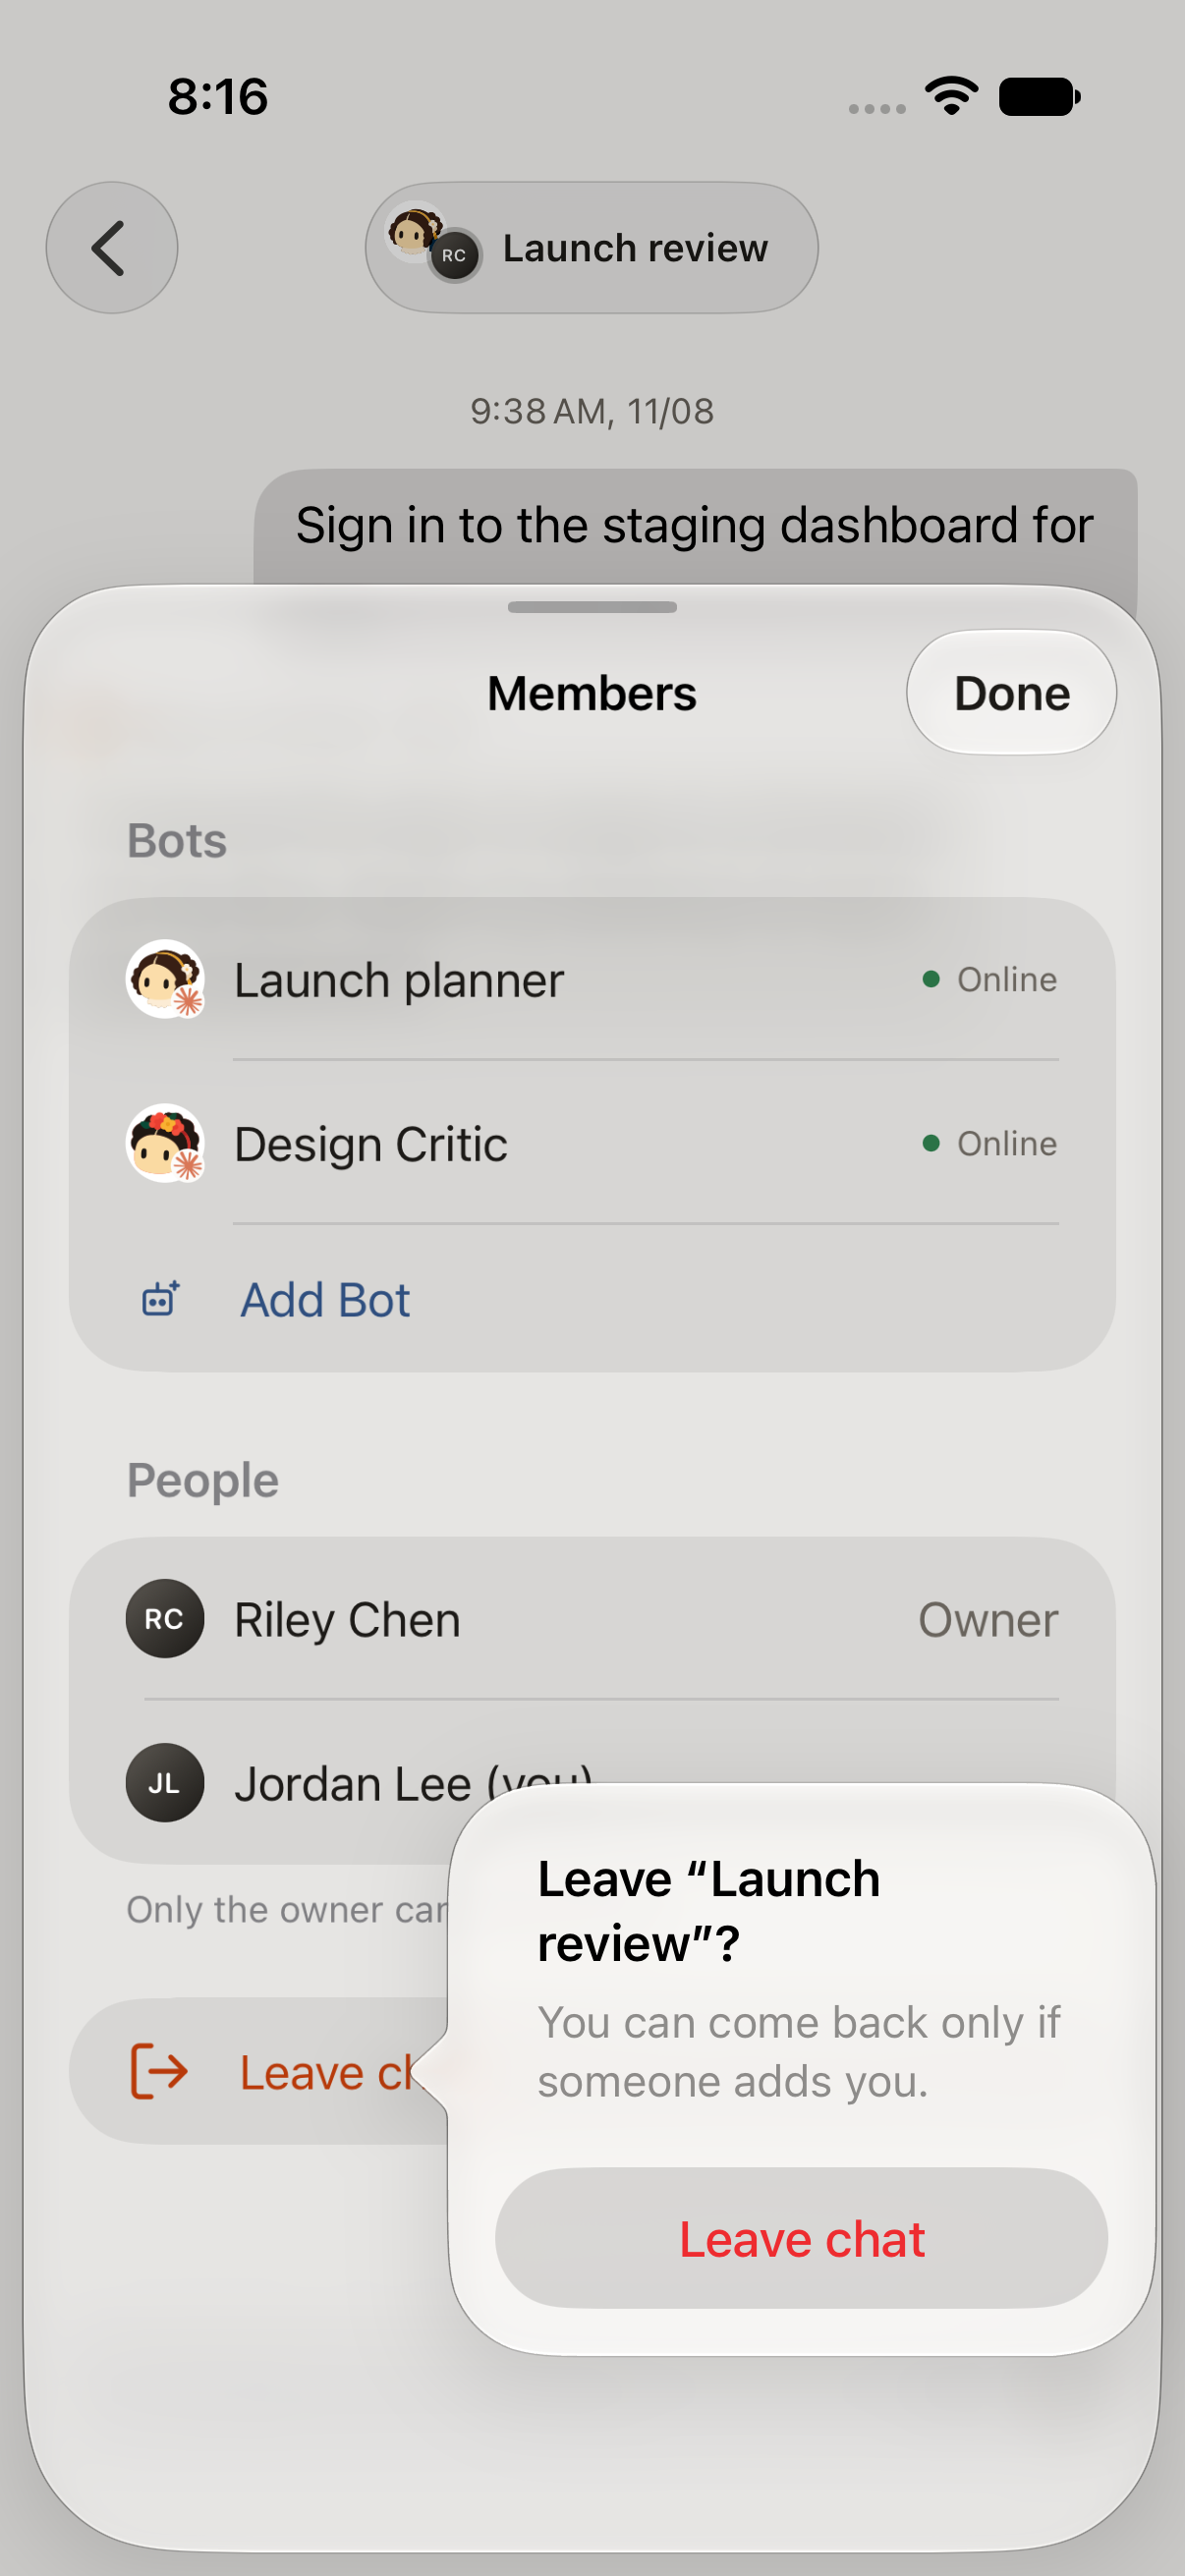 8:16
RC
Launch review
9:38 AM, 11/08
Sign in to the staging dashboard for
Members
Done
Bots
Launch planner
Online
Design Critic
Online
Add Bot
People
RC
Riley Chen
Owner
JL
Jordan Lee (you)
Only the owner
Leave “Launch
review”?
You can come back only if
someone adds you.
Leave
Leave chat